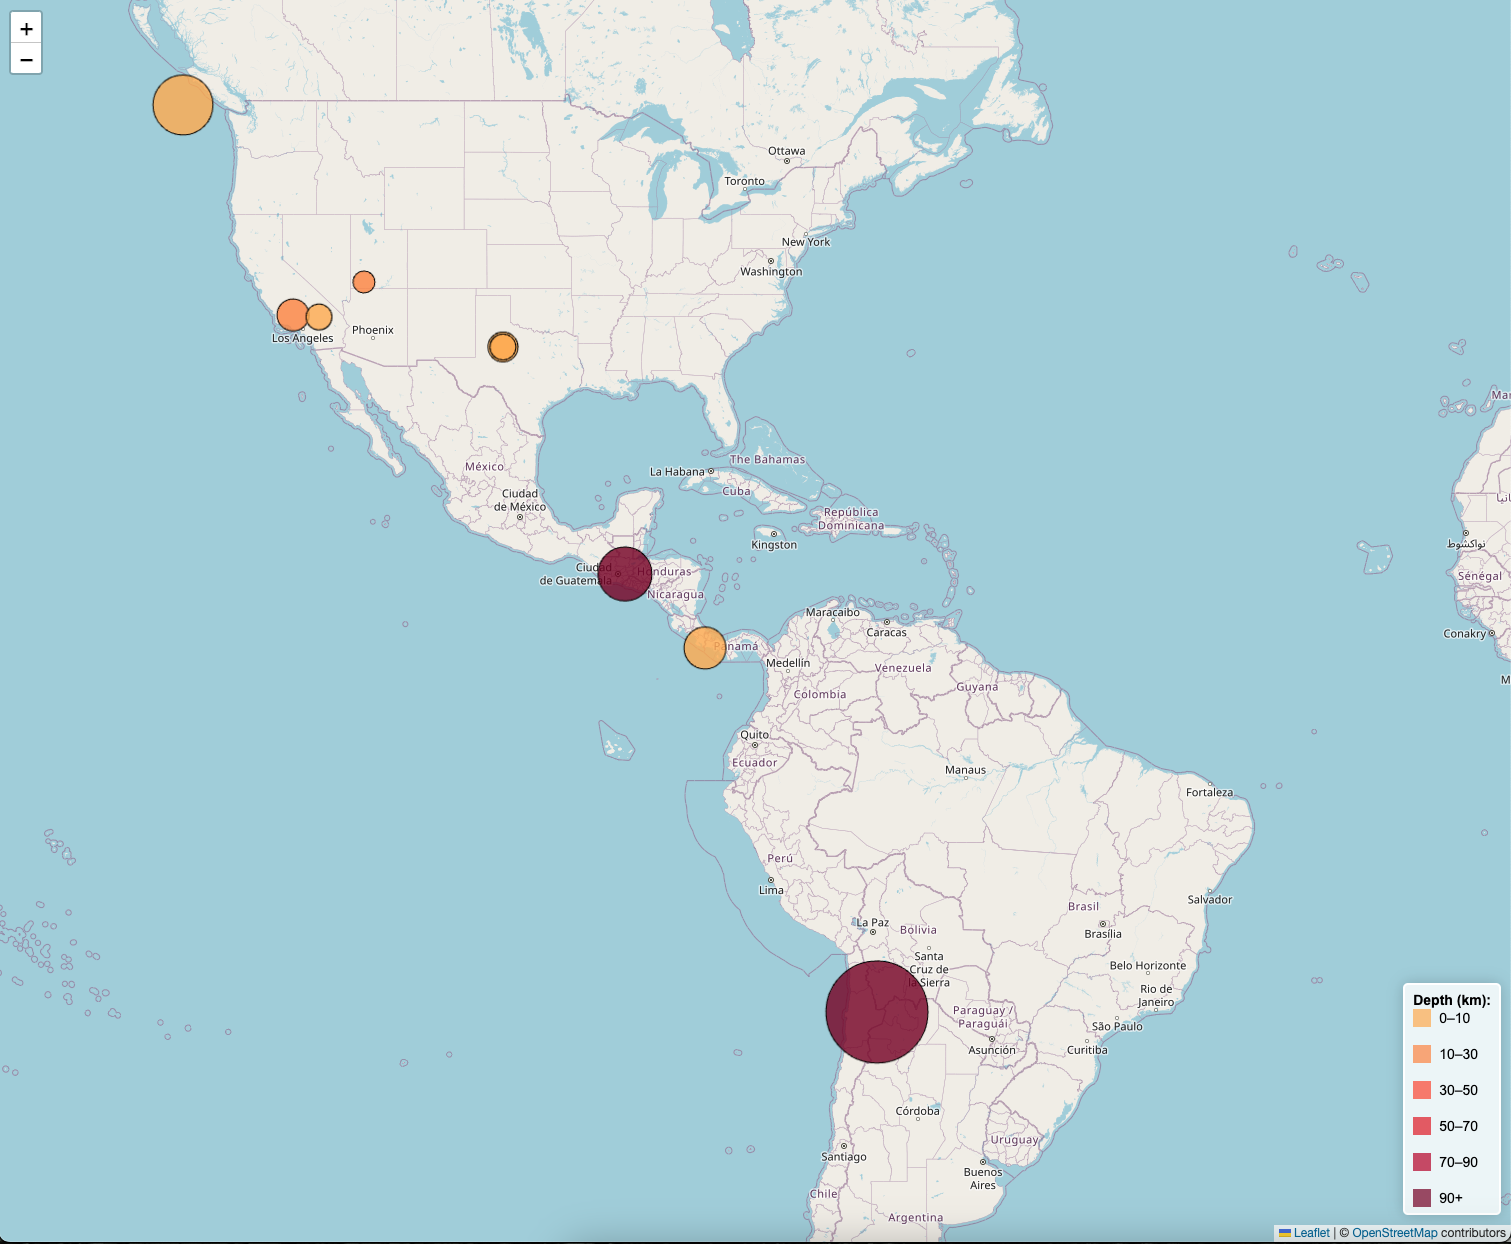 +
−
Ottawa
Toronto
New York
Washington
Los Angeles
Phoenix
México
Ciudad
de México
La Habana
The Bahamas
Cuba
República
Dominicana
Kingston
Ciudad
de Guatemala
Honduras
Nicaragua
Panamá
Maracaibo
Caracas
Medellín
Venezuela
Colombia
Guyana
Quito
Ecuador
Manaus
Fortaleza
Perú
Lima
Salvador
Brasil
Brasília
La Paz
Bolivia
Santa
Cruz de
la Sierra
Belo Horizonte
Rio de
Janeiro
Paraguay /
Paraguái
São Paulo
Asunción
Curitiba
Córdoba
Uruguay
Santiago
Buenos
Aires
Chile
Argentina
Mar
نواكشوط
Sénégal
Conakry
M
Depth (km):
0–10
10–30
30–50
50–70
70–90
90+
Leaflet | © OpenStreetMap contributors